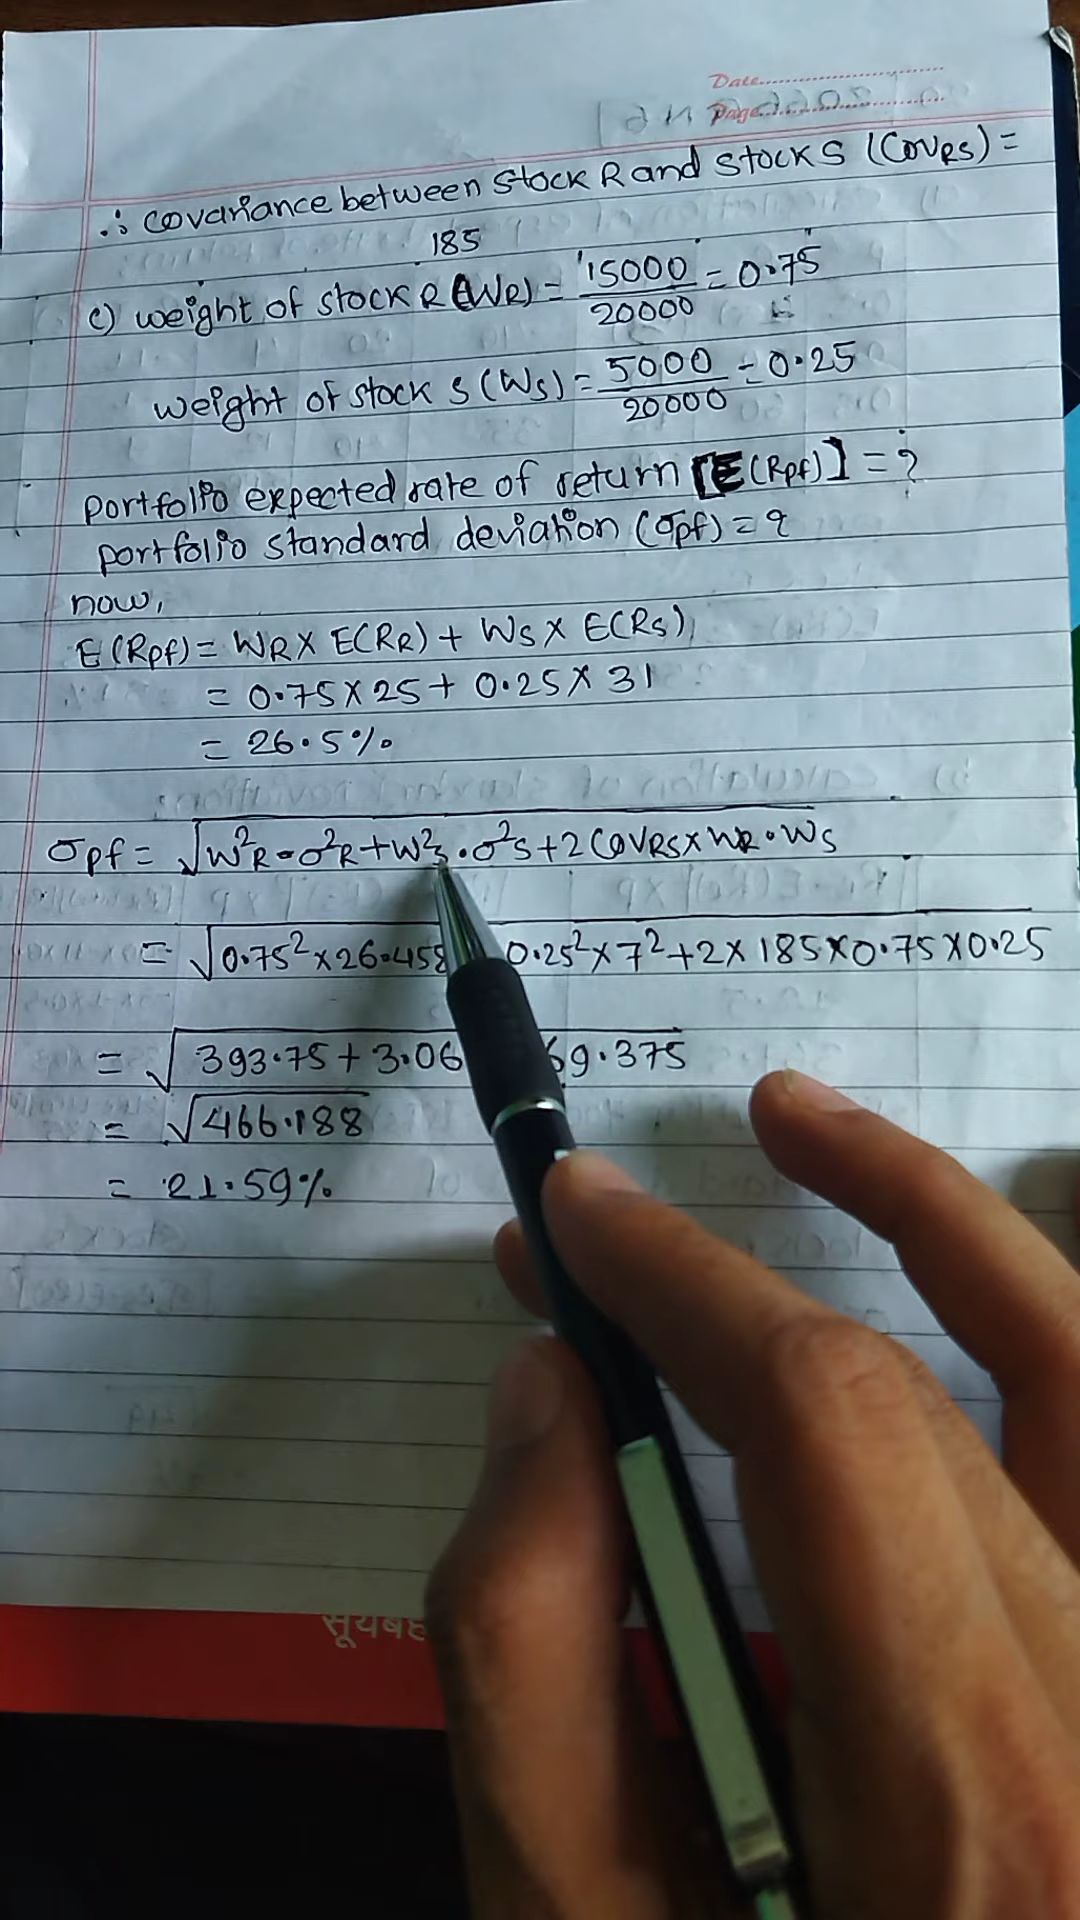 Date
Page
∴ covariance between stock R and stock S (CovRS) =
185
c) weight of stock R (WR) = 15000/20000 = 0.75
weight of stock S (WS) = 5000/20000 = 0.25
portfolio expected rate of return [E(Rpf)] = ?
portfolio standard deviation (σpf) = ?
now,
E(Rpf) = WR X E(RR) + WS X E(RS)
= 0.75 X 25 + 0.25 X 31
= 26.5%
σpf = √W²R · σ²R + W²S · σ²S + 2 CovRS x WR · WS
= √0.75² x 26.458 0.25² x 7² + 2 x 185 x 0.75 x 0.25
= √393.75 + 3.06 69.375
= √466.188
= 21.59%